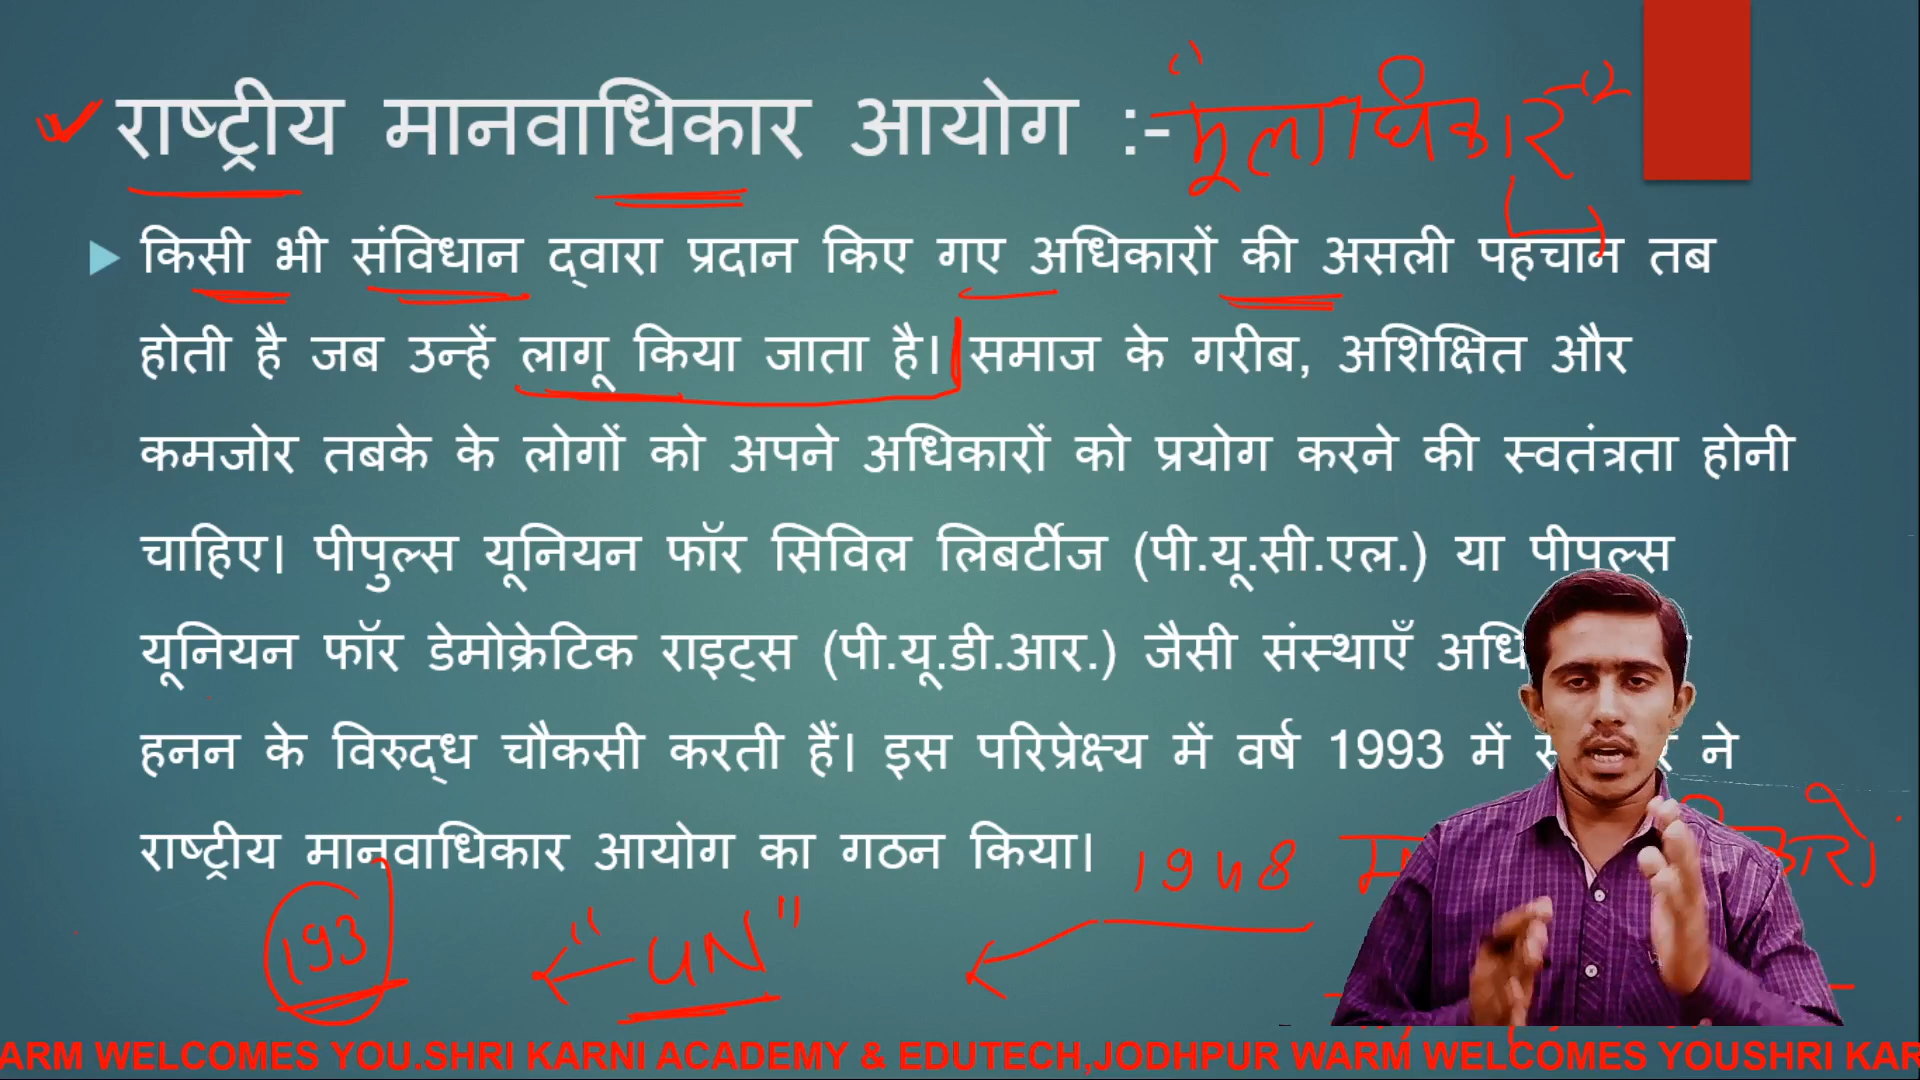 राष्ट्रीय मानवाधिकार आयोग :- "मूलाधिकार"
किसी भी संविधान द्वारा प्रदान किए गए अधिकारों की असली पहचान तब
होती है जब उन्हें लागू किया जाता है। समाज के गरीब, अशिक्षित और
कमजोर तबके के लोगों को अपने अधिकारों को प्रयोग करने की स्वतंत्रता होनी
चाहिए। पीपुल्स यूनियन फॉर सिविल लिबर्टीज (पी.यू.सी.एल.) या पीपुल्स
यूनियन फॉर डेमोक्रेटिक राइट्स (पी.यू.डी.आर.) जैसी संस्थाएँ
हनन के विरुद्ध चौकसी करती हैं। इस परिप्रेक्ष्य में वर्ष 1993 में ने
राष्ट्रीय मानवाधिकार आयोग का गठन किया।
1948
193 "UN"
ARM WELCOMES YOU.SHRI KARNI ACADEMY & EDUTECH,JODHPUR WARM WELCOMES YOUSHRI KAR